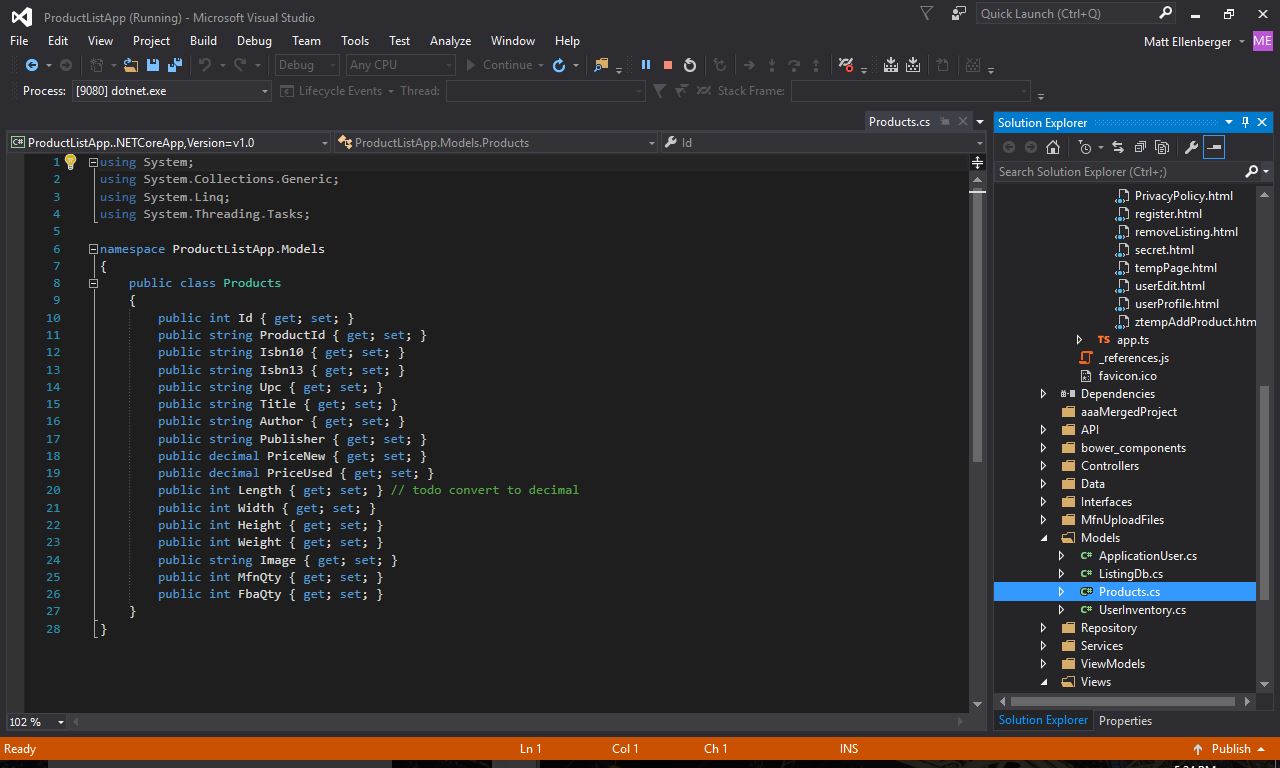 ProductListApp (Running) - Microsoft Visual Studio
Quick Launch (Ctrl+Q)
File Edit View Project Build Debug Team Tools Test Analyze Window Help
Matt Ellenberger ME
Debug Any CPU Continue
Process: [9080] dotnet.exe Lifecycle Events Thread: Stack Frame:
Products.cs
ProductListApp..NETCoreApp,Version=v1.0 ProductListApp.Models.Products Id
1 using System;
2 using System.Collections.Generic;
3 using System.Linq;
4 using System.Threading.Tasks;
5
6 namespace ProductListApp.Models
7 {
8 public class Products
9 {
10 public int Id { get; set; }
11 public string ProductId { get; set; }
12 public string Isbn10 { get; set; }
13 public string Isbn13 { get; set; }
14 public string Upc { get; set; }
15 public string Title { get; set; }
16 public string Author { get; set; }
17 public string Publisher { get; set; }
18 public decimal PriceNew { get; set; }
19 public decimal PriceUsed { get; set; }
20 public int Length { get; set; } // todo convert to decimal
21 public int Width { get; set; }
22 public int Height { get; set; }
23 public int Weight { get; set; }
24 public string Image { get; set; }
25 public int MfnQty { get; set; }
26 public int FbaQty { get; set; }
27 }
28 }
102 %
Solution Explorer
Search Solution Explorer (Ctrl+;)
PrivacyPolicy.html
register.html
removeListing.html
secret.html
tempPage.html
userEdit.html
userProfile.html
ztempAddProduct.htm
TS app.ts
_references.js
favicon.ico
Dependencies
aaaMergedProject
API
bower_components
Controllers
Data
Interfaces
MfnUploadFiles
Models
C# ApplicationUser.cs
C# ListingDb.cs
C# Products.cs
C# UserInventory.cs
Repository
Services
ViewModels
Views
Solution Explorer Properties
Ready Ln 1 Col 1 Ch 1 INS Publish